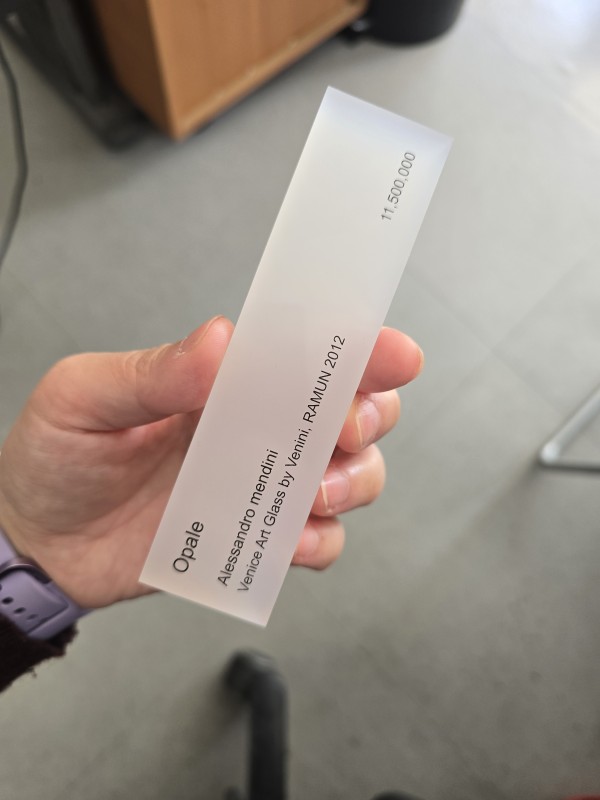 Opale
Alessandro mendini
Venice Art Glass by Venini, RAMUN 2012
11,500,000